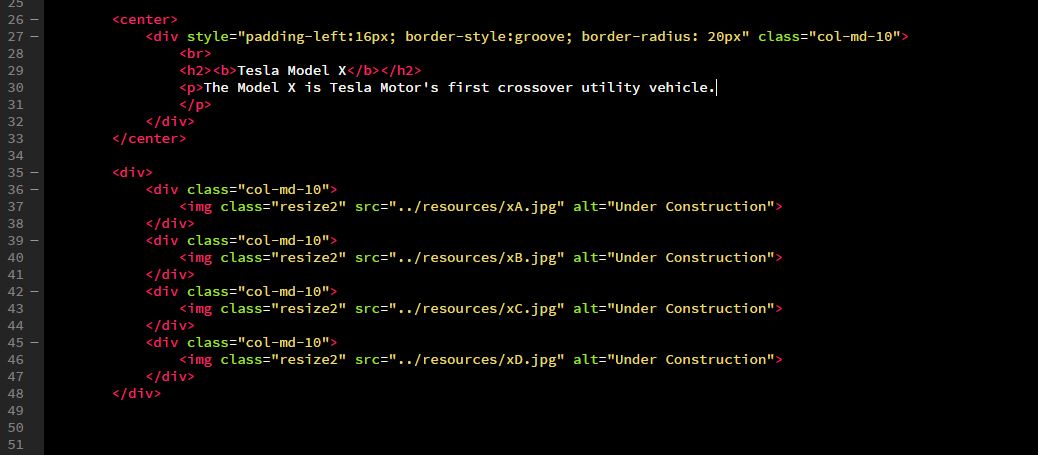 25
26 – <center>
27 – <div style="padding-left:16px; border-style:groove; border-radius: 20px" class="col-md-10">
28 <br>
29 <h2><b>Tesla Model X</b></h2>
30 <p>The Model X is Tesla Motor's first crossover utility vehicle.
31 </p>
32 </div>
33 </center>
34
35 – <div>
36 – <div class="col-md-10">
37 <img class="resize2" src="../resources/xA.jpg" alt="Under Construction">
38 </div>
39 – <div class="col-md-10">
40 <img class="resize2" src="../resources/xB.jpg" alt="Under Construction">
41 </div>
42 – <div class="col-md-10">
43 <img class="resize2" src="../resources/xC.jpg" alt="Under Construction">
44 </div>
45 – <div class="col-md-10">
46 <img class="resize2" src="../resources/xD.jpg" alt="Under Construction">
47 </div>
48 </div>
49
50
51